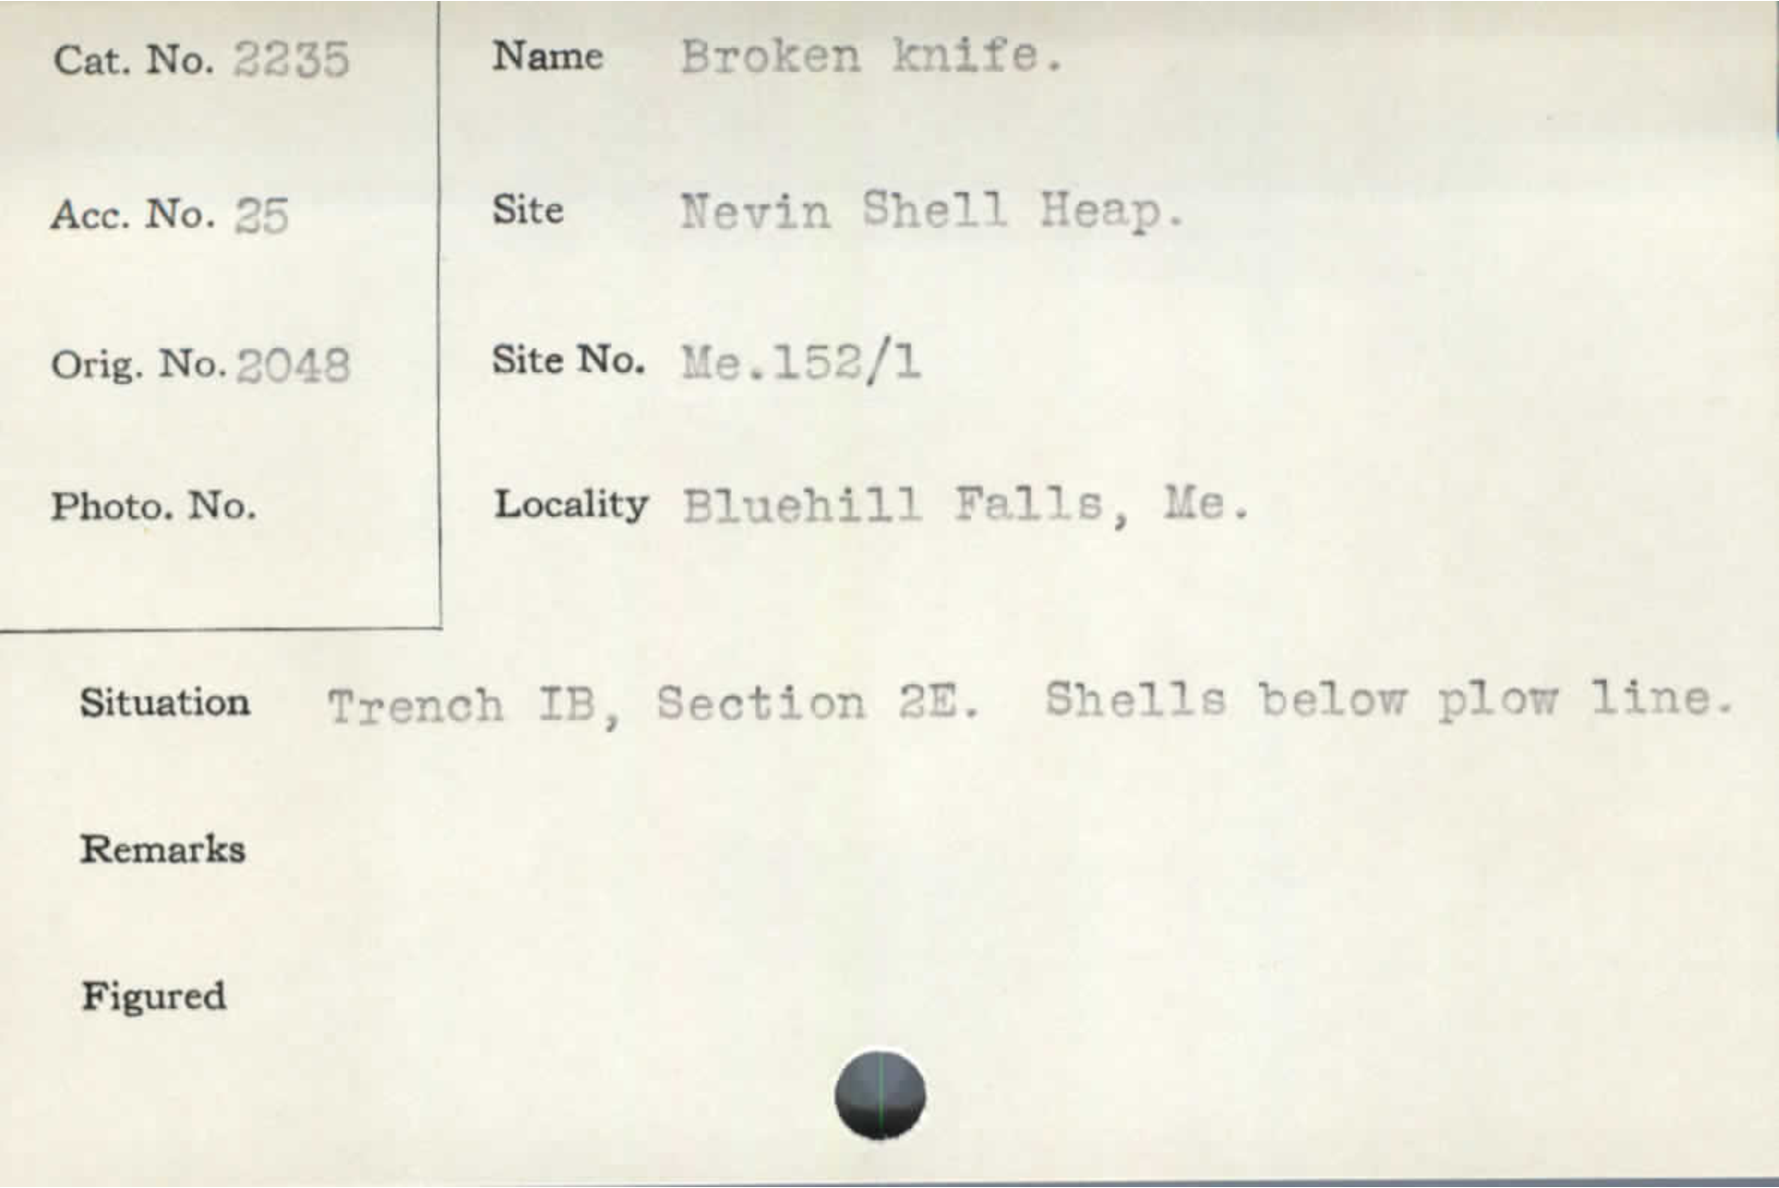 Cat. No. 2235
Acc. No. 25
Orig. No. 2048
Photo. No.
Name Broken knife.
Site Nevin Shell Heap.
Site No. Me.152/1
Locality Bluehill Falls, Me.
Situation Trench IB, Section 2E. Shells below plow line.
Remarks
Figured